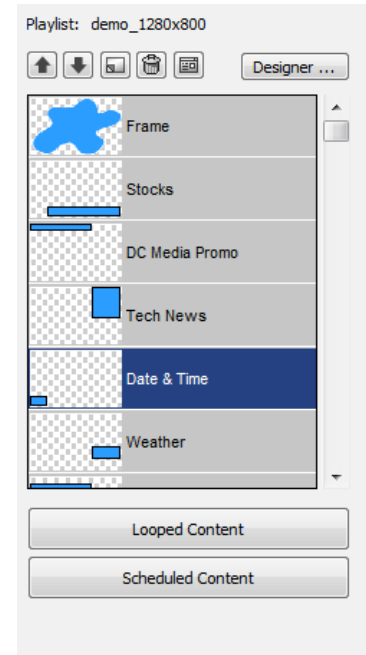 Playlist: demo_1280x800
Designer ...
Frame
Stocks
DC Media Promo
Tech News
Date & Time
Weather
Looped Content
Scheduled Content